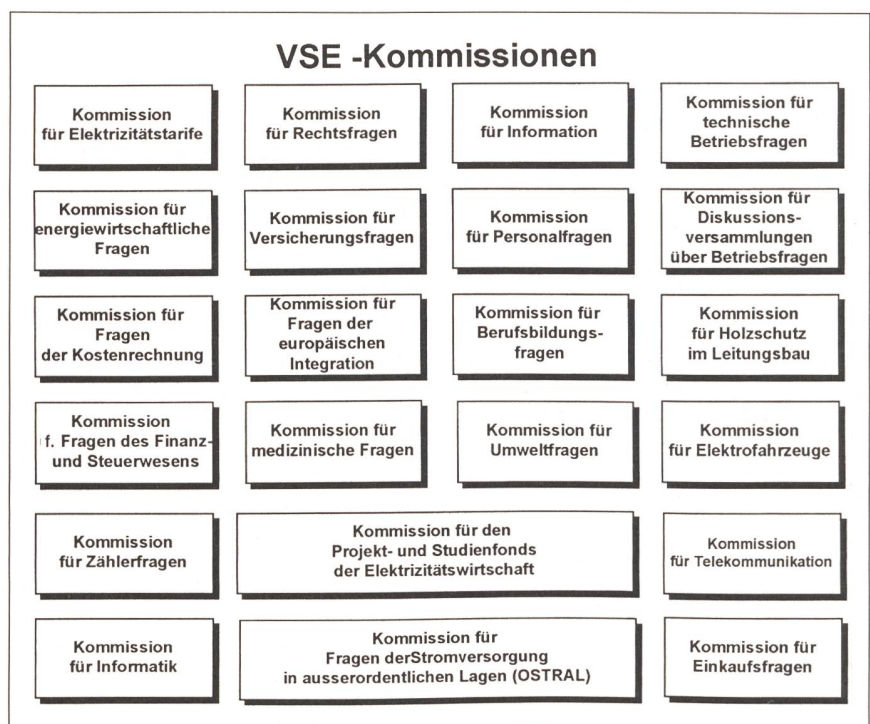 VSE -Kommissionen
Kommission
für Elektrizitätstarife
Kommission
für Rechtsfragen
Kommission
für Information
Kommission für
technische
Betriebsfragen
Kommission für
energiewirtschaftliche
Fragen
Kommission für
Versicherungsfragen
Kommission
für Personalfragen
Kommission für
Diskussions-
versammlungen
über Betriebsfragen
Kommission für
Fragen
der Kostenrechnung
Kommission für
Fragen der
europäischen
Integration
Kommission für
Berufsbildungs-
fragen
Kommission
für Holzschutz
im Leitungsbau
Kommission
f. Fragen des Finanz-
und Steuerwesens
Kommission für
medizinische Fragen
Kommission für
Umweltfragen
Kommission
für Elektrofahrzeuge
Kommission
für Zählerfragen
Kommission für den
Projekt- und Studienfonds
der Elektrizitätswirtschaft
Kommission
für Telekommunikation
Kommission
für Informatik
Kommission für
Fragen derStromversorgung
in ausserordentlichen Lagen (OSTRAL)
Kommission für
Einkaufsfragen